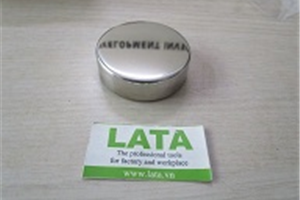 LATA
The professional tools
for factory and workplace
www.lata.vn